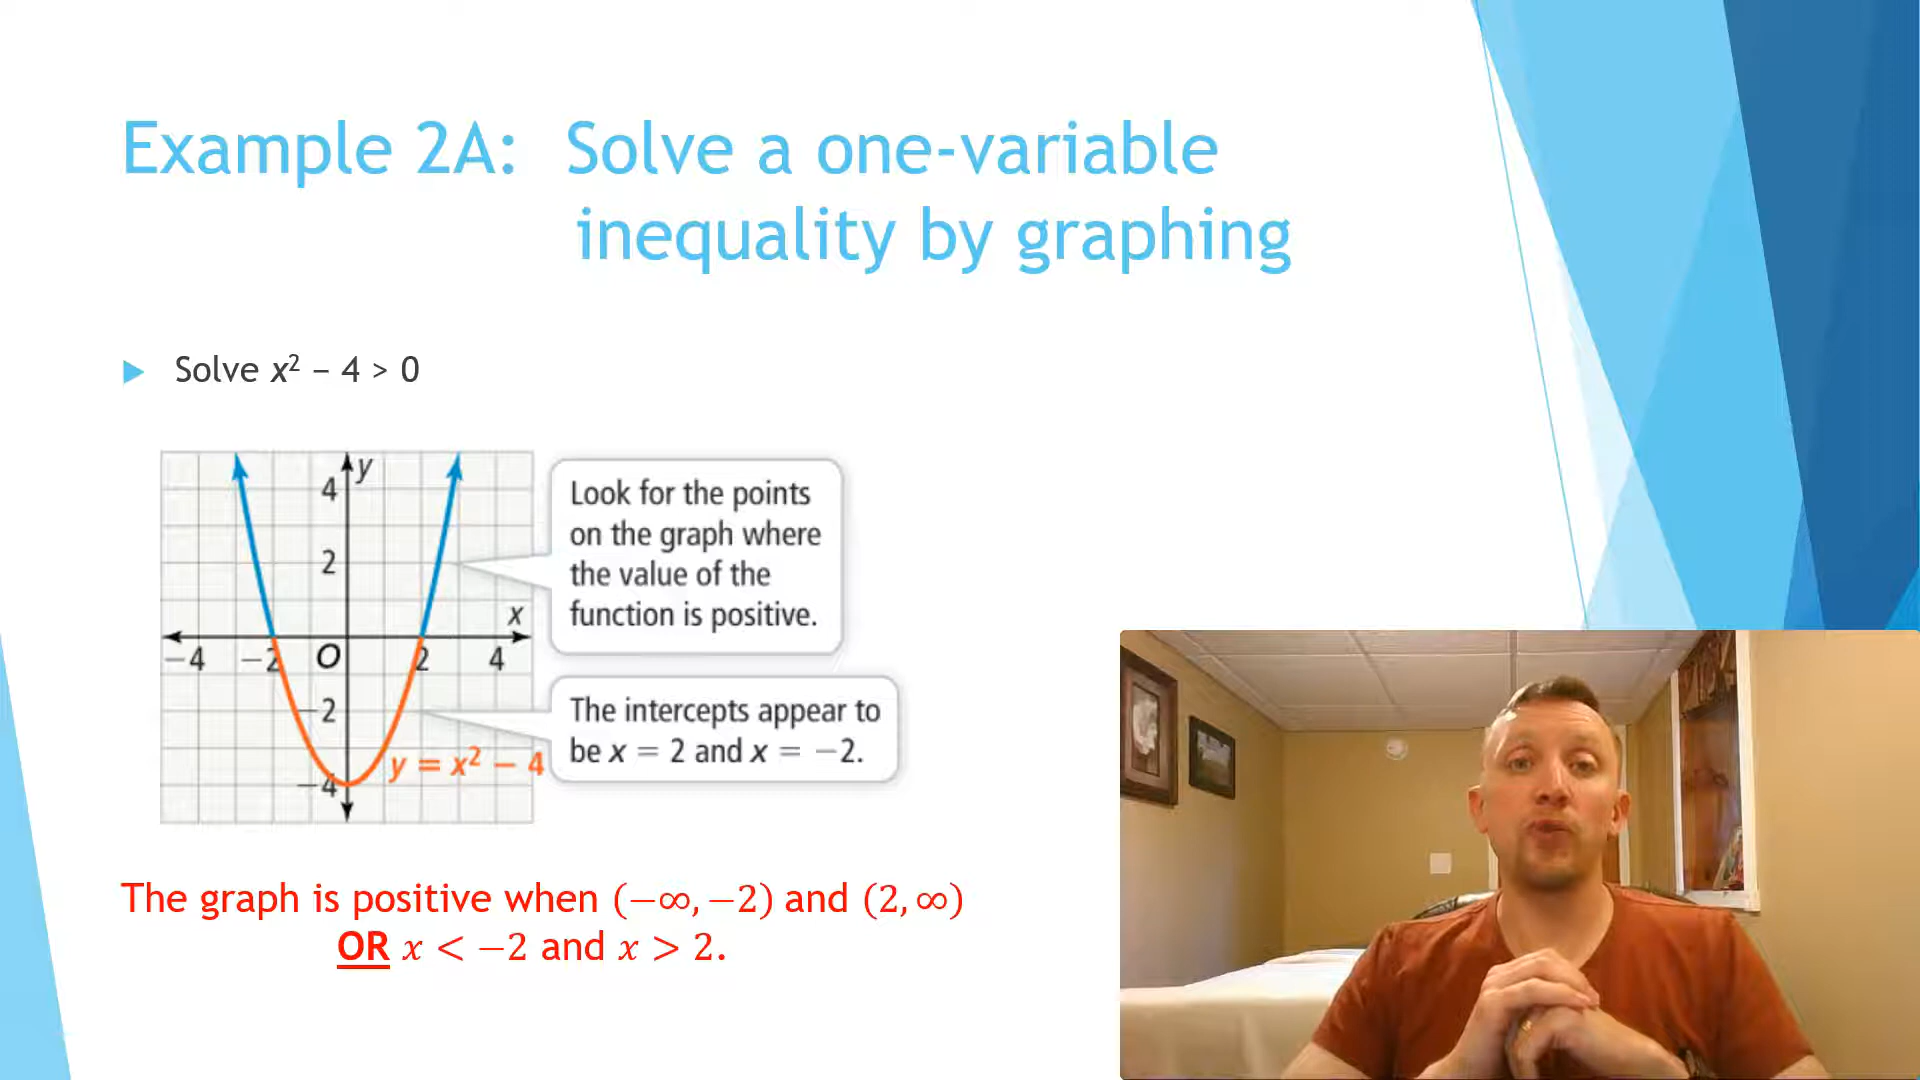 Example 2A: Solve a one-variable
inequality by graphing
Solve x² – 4 > 0
y
4
2
x
−4
−2
O
2
4
−2
−4
y = x² − 4
Look for the points
on the graph where
the value of the
function is positive.
The intercepts appear to
be x = 2 and x = −2.
The graph is positive when (−∞, −2) and (2, ∞)
OR x < −2 and x > 2.